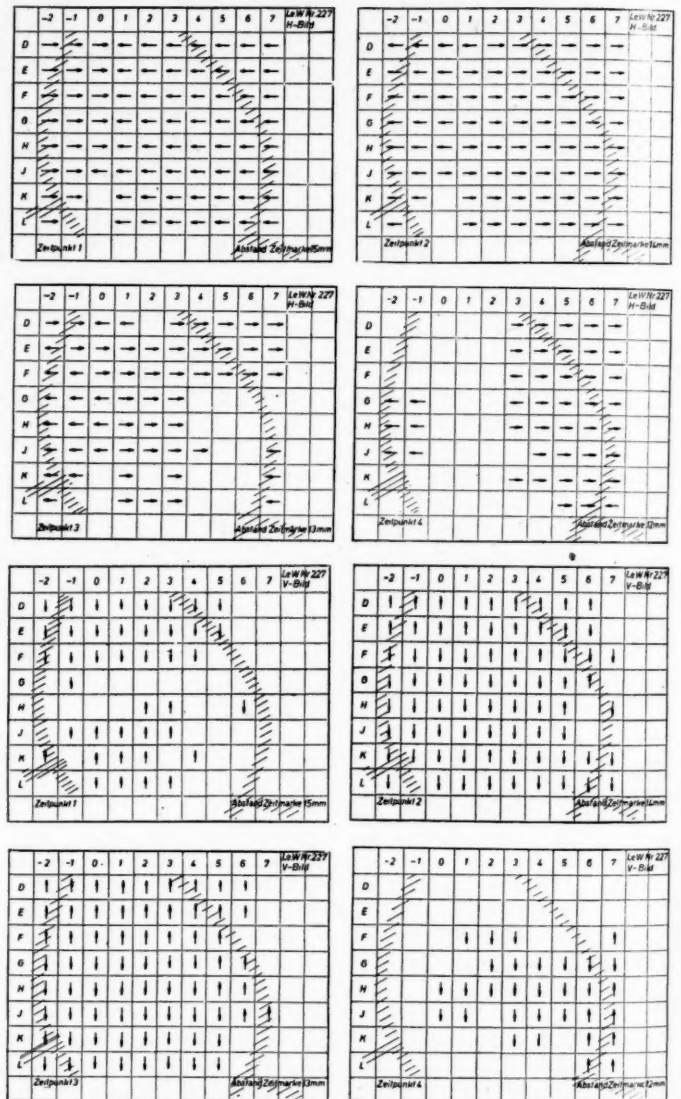 -2 -1 0 1 2 3 4 5 6 7 LeW.Nr.227
H-Bild
D
E
F
G
H
J
K
L
Zeitpunkt 1 Abstand Zeitmarke 15mm
-2 -1 0 1 2 3 4 5 6 7 LeW.Nr.227
H-Bild
D
E
F
G
H
J
K
L
Zeitpunkt 2 Abstand Zeitmarke 14mm
-2 -1 0 1 2 3 4 5 6 7 LeW.Nr.227
H-Bild
D
E
F
G
H
J
K
L
Zeitpunkt 3 Abstand Zeitmarke 13mm
-2 -1 0 1 2 3 4 5 6 7 LeW.Nr.227
H-Bild
D
E
F
G
H
J
K
L
Zeitpunkt 4 Abstand Zeitmarke 12mm
-2 -1 0 1 2 3 4 5 6 7 LeW.Nr.227
V-Bild
D
E
F
G
H
J
K
L
Zeitpunkt 1 Abstand Zeitmarke 15mm
-2 -1 0 1 2 3 4 5 6 7 LeW.Nr.227
V-Bild
D
E
F
G
H
J
K
L
Zeitpunkt 2 Abstand Zeitmarke 14mm
-2 -1 0 1 2 3 4 5 6 7 LeW.Nr.227
V-Bild
D
E
F
G
H
J
K
L
Zeitpunkt 3 Abstand Zeitmarke 13mm
-2 -1 0 1 2 3 4 5 6 7 LeW.Nr.227
V-Bild
D
E
F
G
H
J
K
L
Zeitpunkt 4 Abstand Zeitmarke 12mm